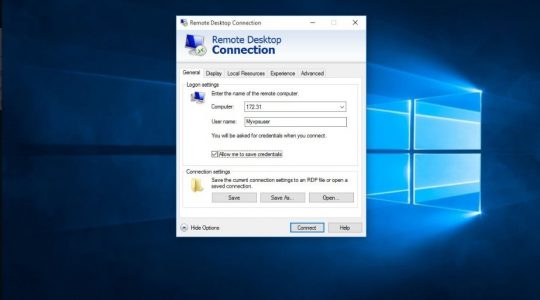 Remote Desktop Connection
Remote Desktop
Connection
General Display Local Resources Experience Advanced
Logon settings
Enter the name of the remote computer.
Computer: 172.31
User name: Myvpsuser
You will be asked for credentials when you connect.
Allow me to save credentials
Connection settings
Save the current connection settings to an RDP file or open a
saved connection.
Save Save As... Open...
Hide Options Connect Help